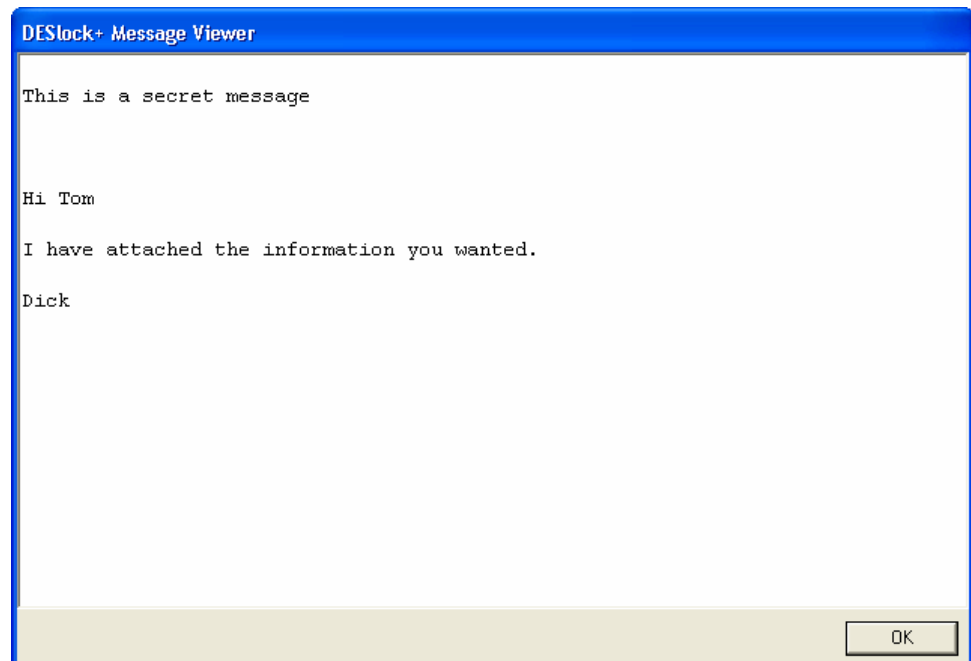 DESlock+ Message Viewer
This is a secret message
Hi Tom
I have attached the information you wanted.
Dick
OK